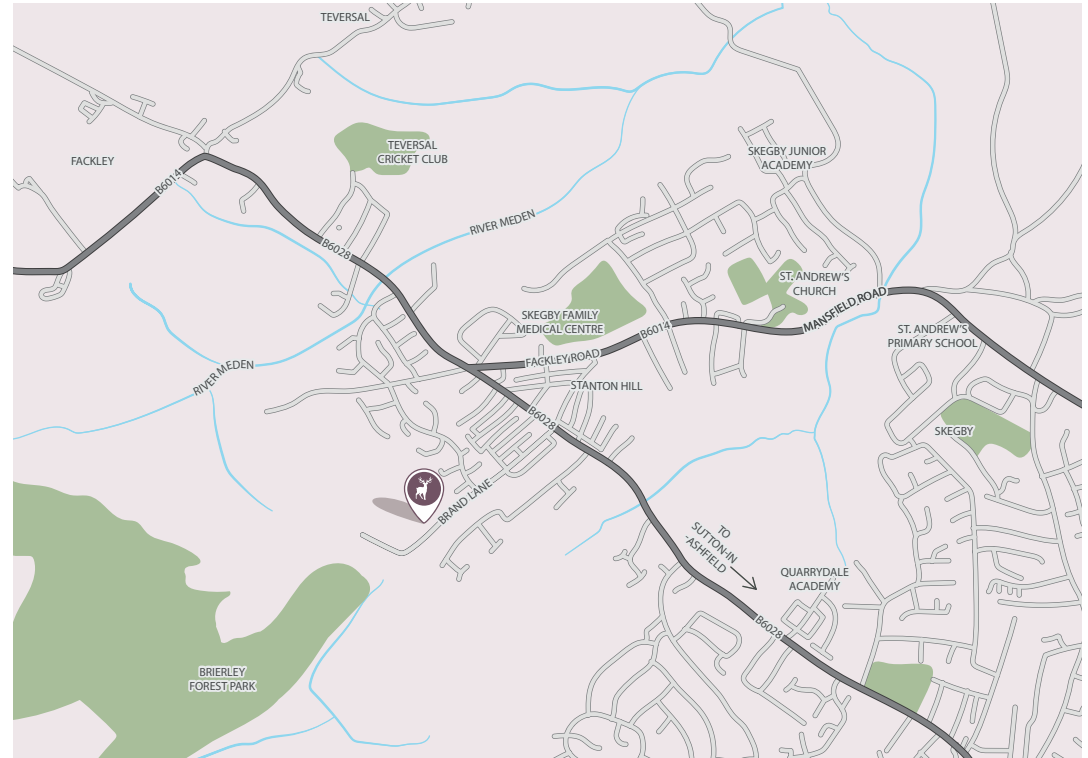 TEVERSAL
TEVERSAL
CRICKET CLUB
SKEGBY JUNIOR
ACADEMY
FACKLEY
B6014
RIVER MEDEN
B6028
ST. ANDREW'S
CHURCH
MANSFIELD ROAD
SKEGBY FAMILY
MEDICAL CENTRE
B6014
ST. ANDREW'S
PRIMARY SCHOOL
FACKLEY ROAD
RIVER MEDEN
STANTON HILL
B6028
SKEGBY
BRAND LANE
TO
SUTTON-IN
-ASHFIELD
QUARRYDALE
ACADEMY
B6028
BRIERLEY
FOREST PARK